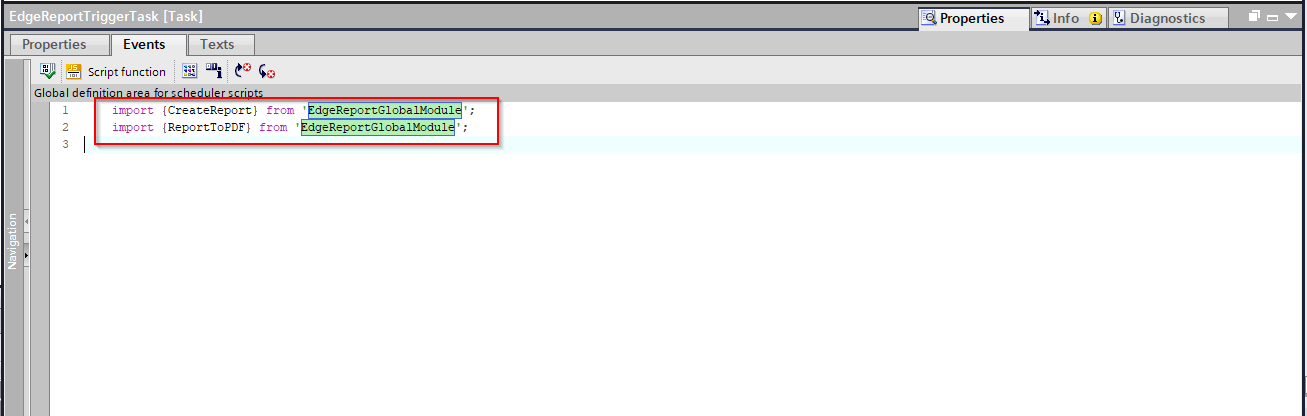 EdgeReportTriggerTask [Task]
Properties
Info
Diagnostics
Properties
Events
Texts
Script function
Global definition area for scheduler scripts
1 import {CreateReport} from 'EdgeReportGlobalModule';
2 import {ReportToPDF} from 'EdgeReportGlobalModule';
3
Navigation